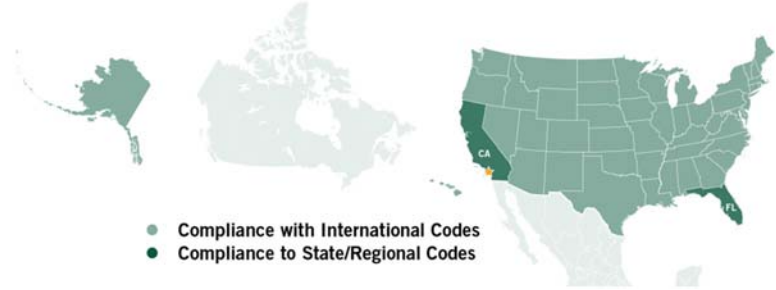 CA
FL
Compliance with International Codes
Compliance to State/Regional Codes